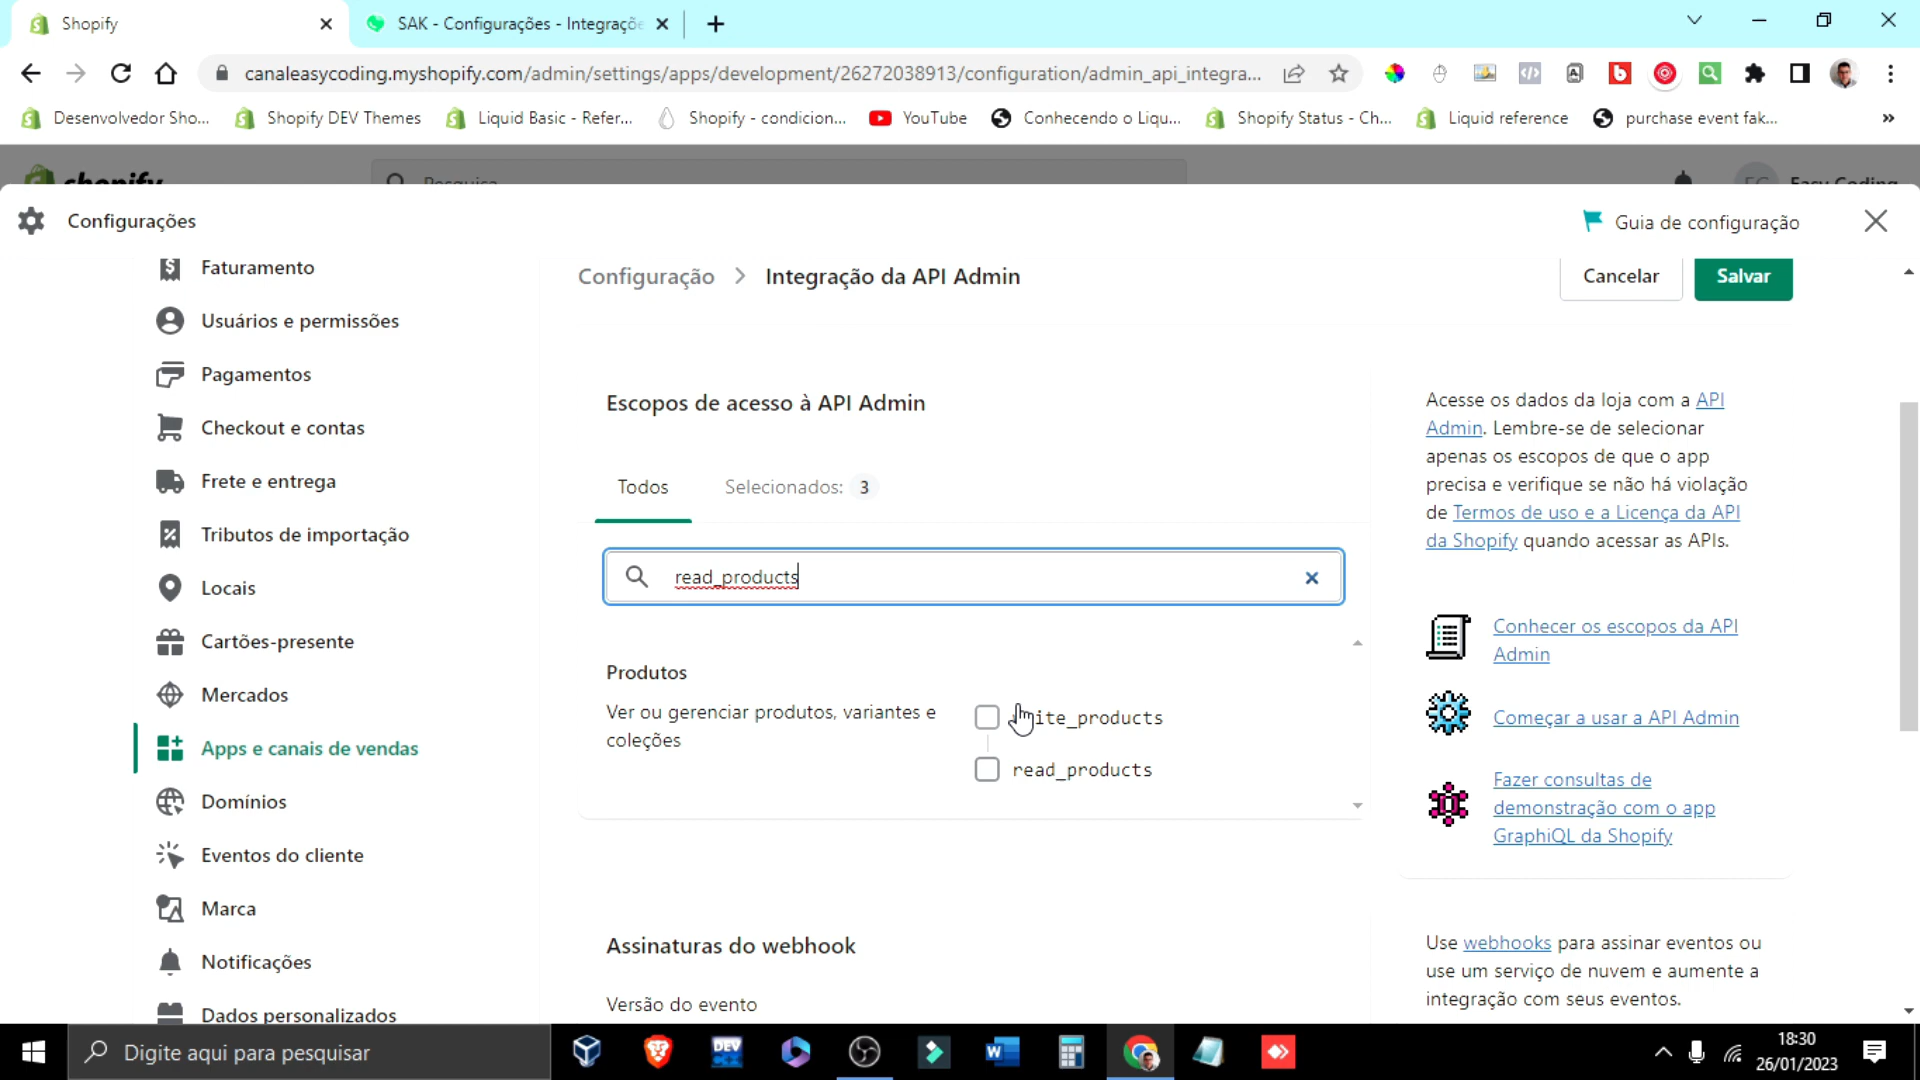 Shopify
SAK - Configurações - Integraçõe
canaleasycoding.myshopify.com/admin/settings/apps/development/26272038913/configuration/admin_api_integra...
Desenvolvedor Sho...
Shopify DEV Themes
Liquid Basic - Refer...
Shopify - condicion...
YouTube
Conhecendo o Liqu...
Shopify Status - Ch...
Liquid reference
purchase event fak...
»
shopify
Pesquisa
EC
Easy Coding
Configurações
Guia de configuração
Faturamento
Usuários e permissões
Pagamentos
Checkout e contas
Frete e entrega
Tributos de importação
Locais
Cartões-presente
Mercados
Apps e canais de vendas
Domínios
Eventos do cliente
Marca
Notificações
Dados personalizados
Configuração > Integração da API Admin
Cancelar
Salvar
Escopos de acesso à API Admin
Todos
Selecionados: 3
read_products
Produtos
Ver ou gerenciar produtos, variantes e
coleções
ite_products
read_products
Assinaturas do webhook
Versão do evento
Acesse os dados da loja com a API
Admin. Lembre-se de selecionar
apenas os escopos de que o app
precisa e verifique se não há violação
de Termos de uso e a Licença da API
da Shopify quando acessar as APIs.
Conhecer os escopos da API
Admin
Começar a usar a API Admin
Fazer consultas de
demonstração com o app
GraphiQL da Shopify
Use webhooks para assinar eventos ou
use um serviço de nuvem e aumente a
integração com seus eventos.
Digite aqui para pesquisar
DEV
18:30
26/01/2023